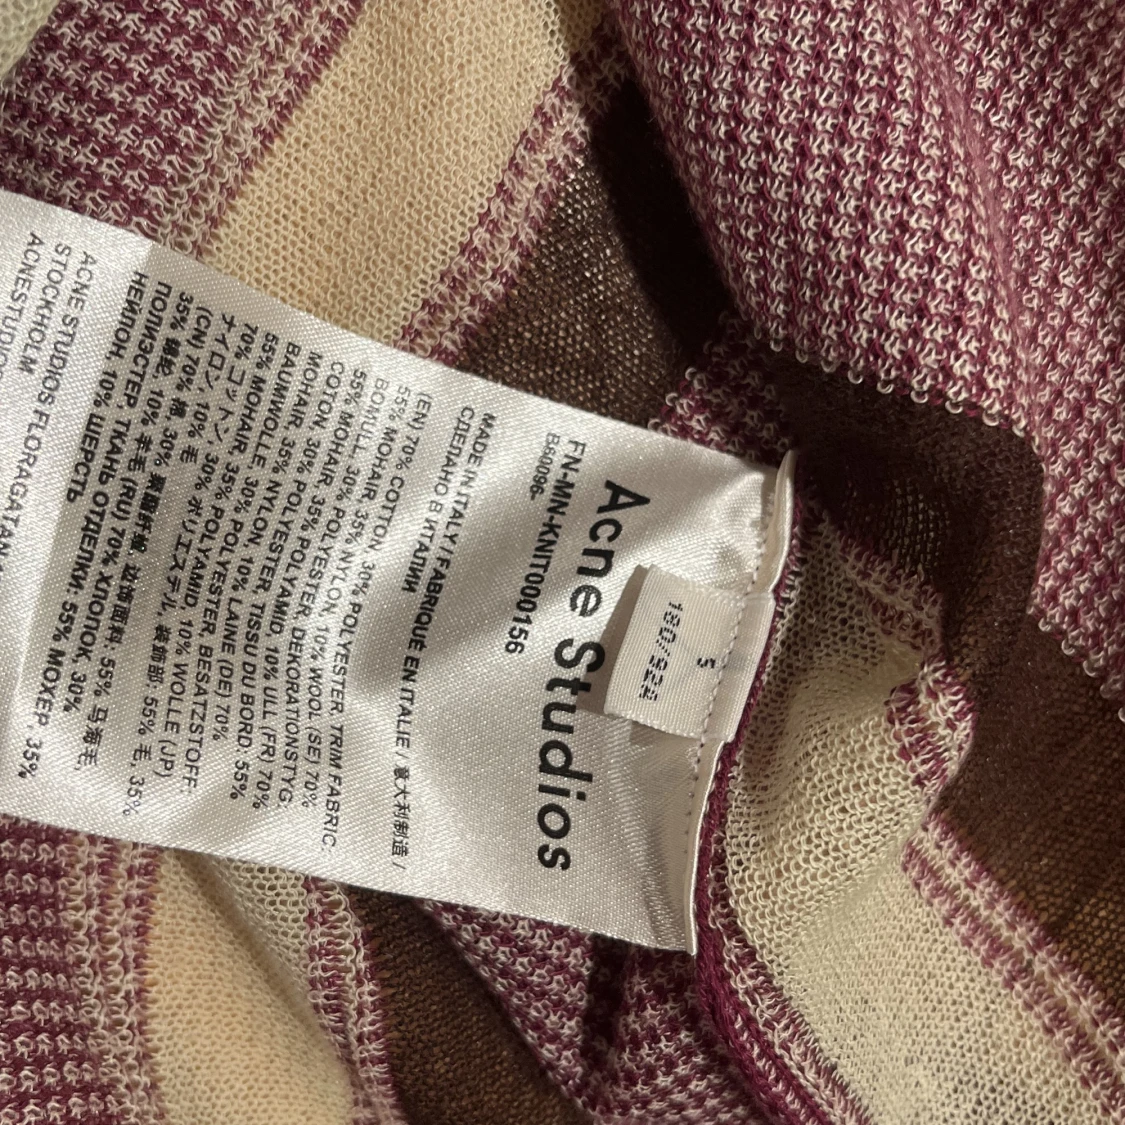 Acne Studios
S
180/92A
FN-MN-KNIT000156
B60096-
MADE IN ITALY / FABRIQUÉ EN ITALIE / 意大利制造 /
СДЕЛАНО В ИТАЛИИ
(EN) 70% COTTON, 30% POLYESTER, TRIM FABRIC:
55% MOHAIR, 35% NYLON, 10% WOOL (SE) 70%
BOMULL, 30% POLYESTER, DEKORATIONSTYG
55% MOHAIR, 35% POLYAMID, 10% ULL (FR) 70%
COTON, 30% POLYESTER, TISSU DU BORD: 55%
MOHAIR, 35% NYLON, 10% LAINE (DE) 70%
BAUMWOLLE, 30% POLYESTER, BESATZSTOFF:
55% MOHAIR, 35% POLYAMID, 10% WOLLE (JP)
70% コットン, 30% ポリエステル, 装飾部: 55% 毛, 35%
ナイロン, 10% 毛
(CN) 70% 棉, 30% 聚酯纤维, 边饰面料: 55% 马海毛,
35% 锦纶, 10% 羊毛 (RU) 70% ХЛОПОК, 30%
ПОЛИЭСТЕР, ТКАНЬ ОТДЕЛКИ: 55% МОХЕР, 35%
НЕЙЛОН, 10% ШЕРСТЬ
ACNE STUDIOS FLORAGATAN
STOCKHOLM
ACNESTUDIO